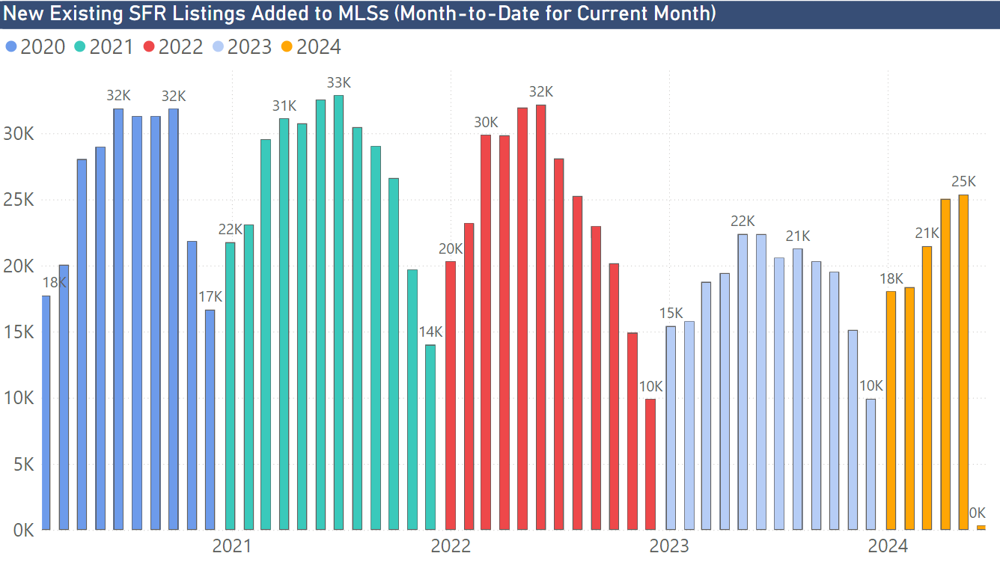 New Existing SFR Listings Added to MLSs (Month-to-Date for Current Month)
2020 2021 2022 2023 2024
33K
32K 32K 31K 32K
30K 30K
25K 25K
22K 20K 22K 21K 21K
20K
18K 17K 18K
15K 14K 15K
10K 10K 10K
5K
0K 0K
2021 2022 2023 2024